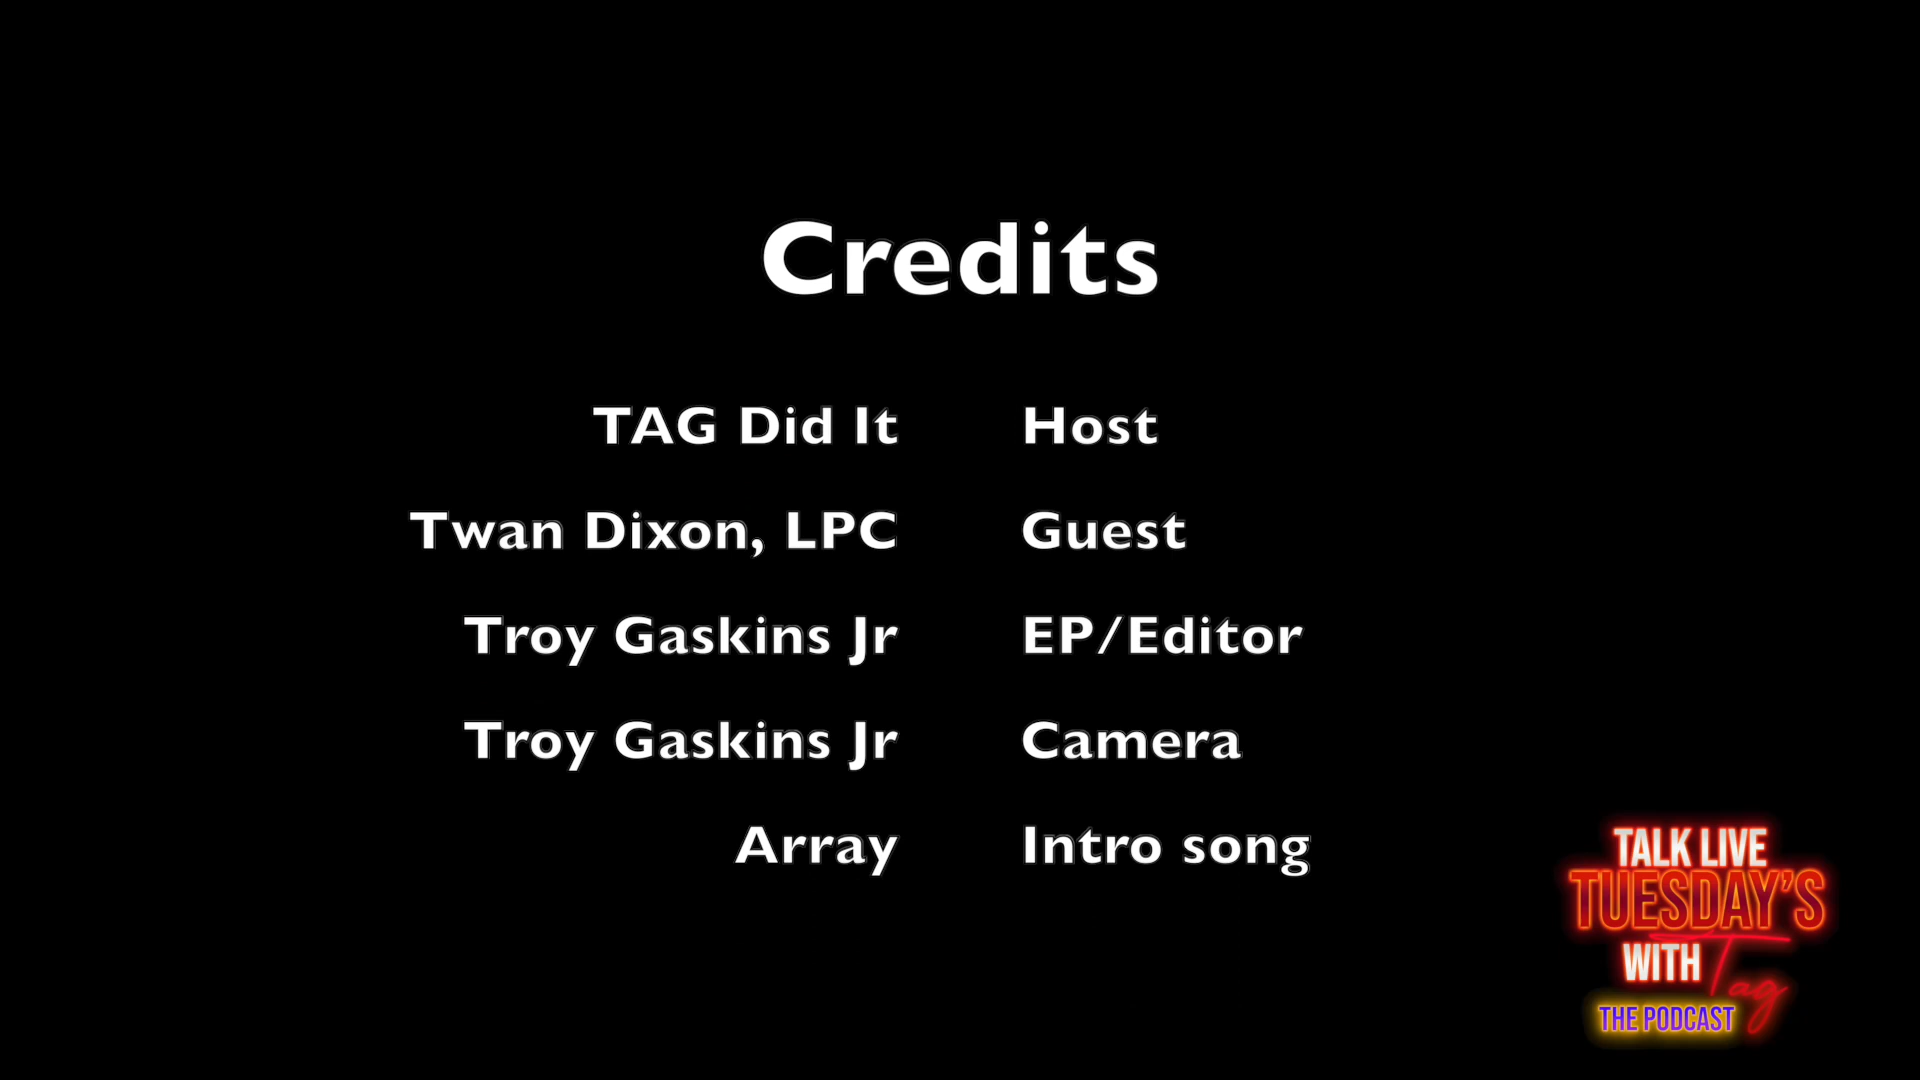 Credits
TAG Did It Host
Twan Dixon, LPC Guest
Troy Gaskins Jr EP/Editor
Troy Gaskins Jr Camera
Array Intro song
TALK LIVE
TUESDAY'S
WITH Tag
THE PODCAST